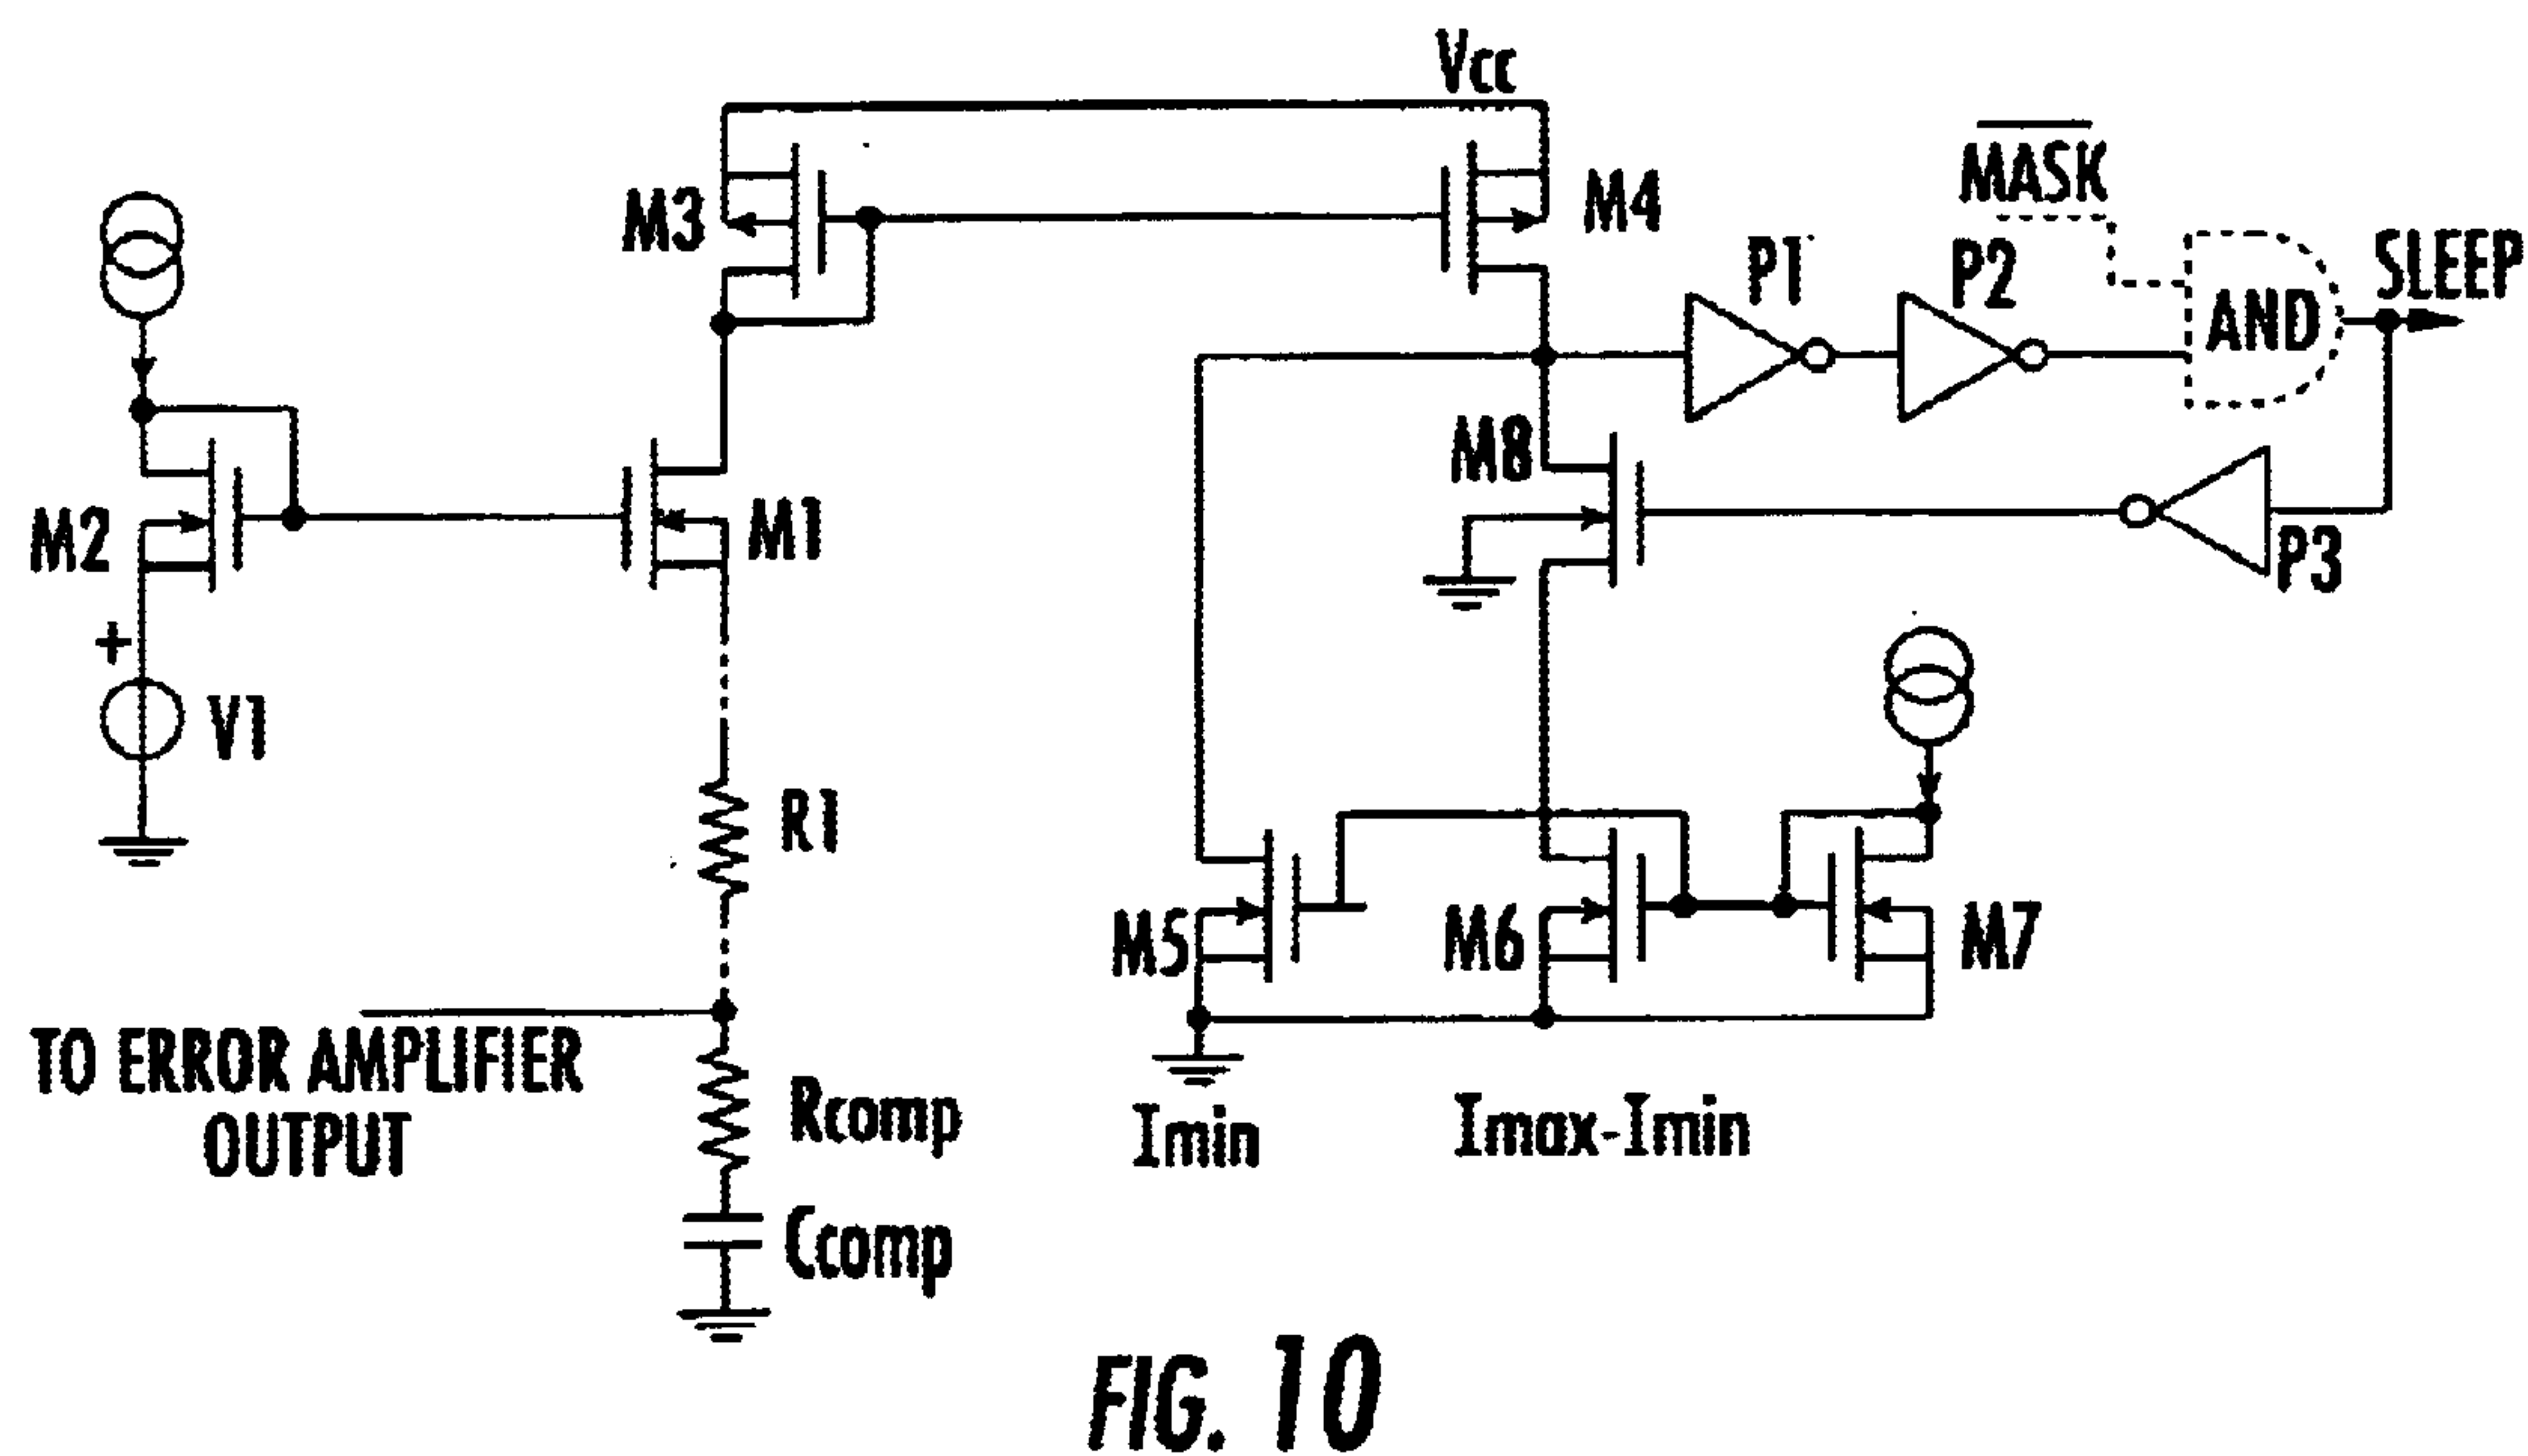 Vcc
MASK
M3
M4
P1
P2
SLEEP
AND
M8
M2
M1
P3
+
V1
R1
M5
M6
M7
TO ERROR AMPLIFIER
OUTPUT
Rcomp
Imin
Imax-Imin
Ccomp
FIG. 10